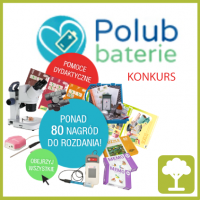 Polub
baterie
KONKURS
POMOCE
DYDAKTYCZNE
PONAD
80 NAGRÓD
DO ROZDANIA!
OBEJRZYJ
WSZYSTKIE